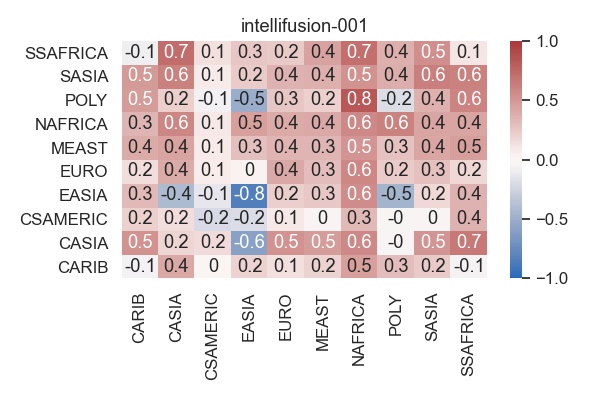 intellifusion-001
SSAFRICA -0.1 0.7 0.1 0.3 0.2 0.4 0.7 0.4 0.5 0.1
SASIA 0.5 0.6 0.1 0.2 0.4 0.4 0.5 0.4 0.6 0.6
POLY 0.5 0.2 -0.1 -0.5 0.3 0.2 0.8 -0.2 0.4 0.6
NAFRICA 0.3 0.6 0.1 0.5 0.4 0.4 0.6 0.6 0.4 0.4
MEAST 0.4 0.4 0.1 0.3 0.4 0.3 0.5 0.3 0.4 0.5
EURO 0.2 0.4 0.1 0 0.4 0.3 0.2 0.2 0.3 0.2
EASIA 0.3 -0.4 -0.1 -0.8 0.2 0.3 0.6 -0.5 0.2 0.4
CSAMERIC 0.2 0.2 -0.2 -0.2 0.1 0 0.3 -0 0 0.4
CASIA 0.5 0.2 0.2 -0.6 0.5 0.5 0.6 -0 0.5 0.7
CARIB -0.1 0.4 0 0.2 0.1 0.2 0.5 0.3 0.2 -0.1
CARIB CASIA CSAMERIC EASIA EURO MEAST NAFRICA POLY SASIA SSAFRICA
1.0
0.5
0.0
−0.5
−1.0